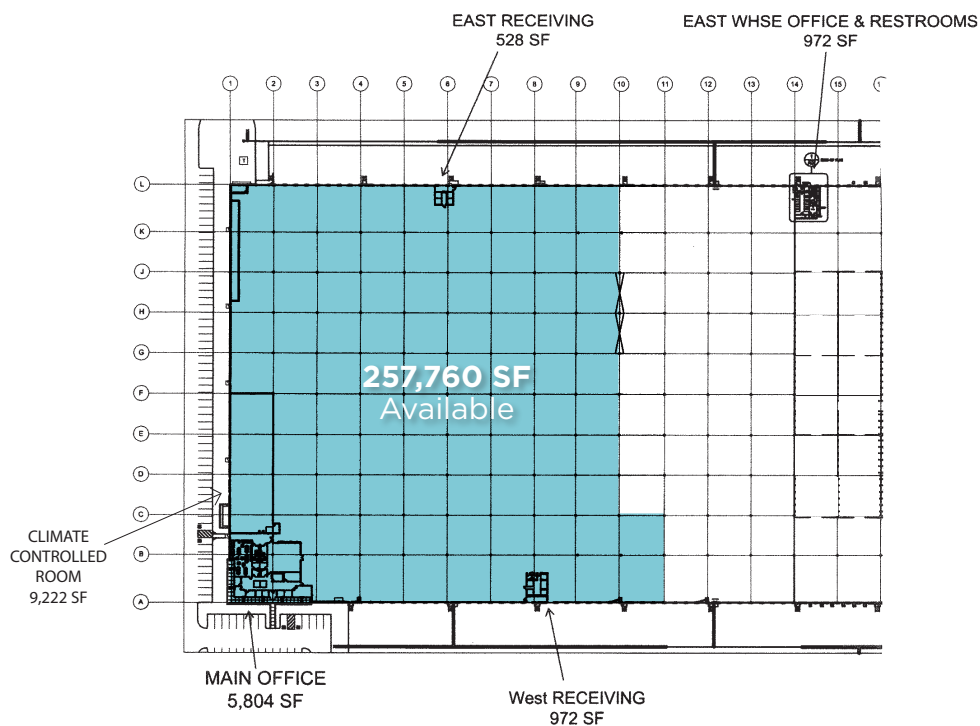 EAST RECEIVING
528 SF
EAST WHSE OFFICE & RESTROOMS
972 SF
1 2 3 4 5 6 7 8 9 10 11 12 13 14 15
L
K
J
H
G
F
E
D
C
B
A
257,760 SF
Available
CLIMATE
CONTROLLED
ROOM
9,222 SF
MAIN OFFICE
5,804 SF
West RECEIVING
972 SF